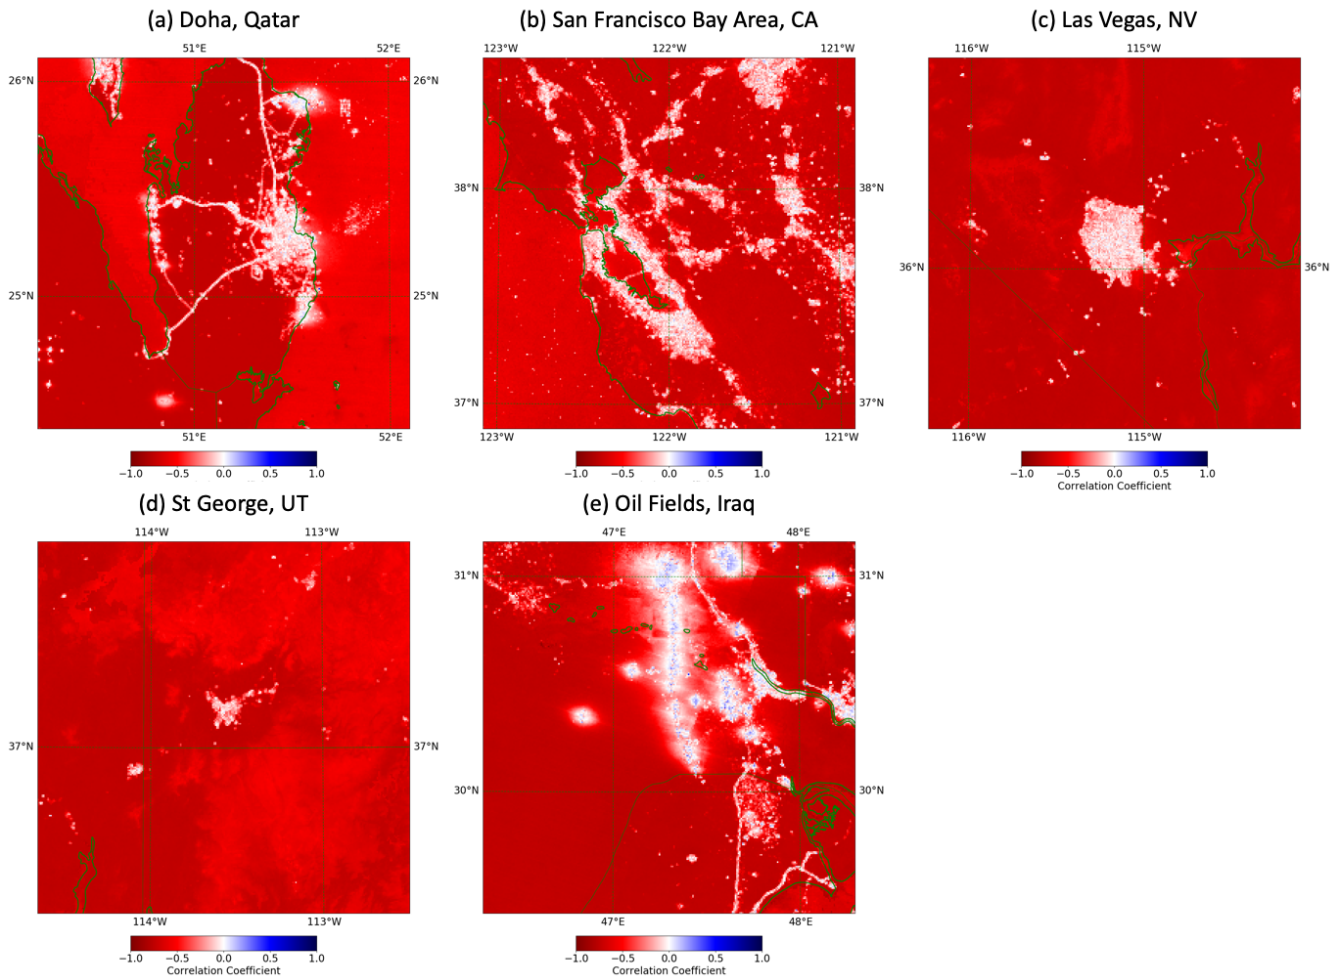 (a) Doha, Qatar
(b) San Francisco Bay Area, CA
(c) Las Vegas, NV
51°E 52°E
123°W 122°W 121°W
116°W 115°W
26°N 26°N
38°N 38°N
25°N 25°N
36°N 36°N
37°N 37°N
51°E 52°E
123°W 122°W 121°W
116°W 115°W
−1.0 −0.5 0.0 0.5 1.0
−1.0 −0.5 0.0 0.5 1.0
−1.0 −0.5 0.0 0.5 1.0
Correlation Coefficient
(d) St George, UT
(e) Oil Fields, Iraq
114°W 113°W
47°E 48°E
31°N 31°N
37°N 37°N
30°N 30°N
114°W 113°W
47°E 48°E
−1.0 −0.5 0.0 0.5 1.0
Correlation Coefficient
−1.0 −0.5 0.0 0.5 1.0
Correlation Coefficient